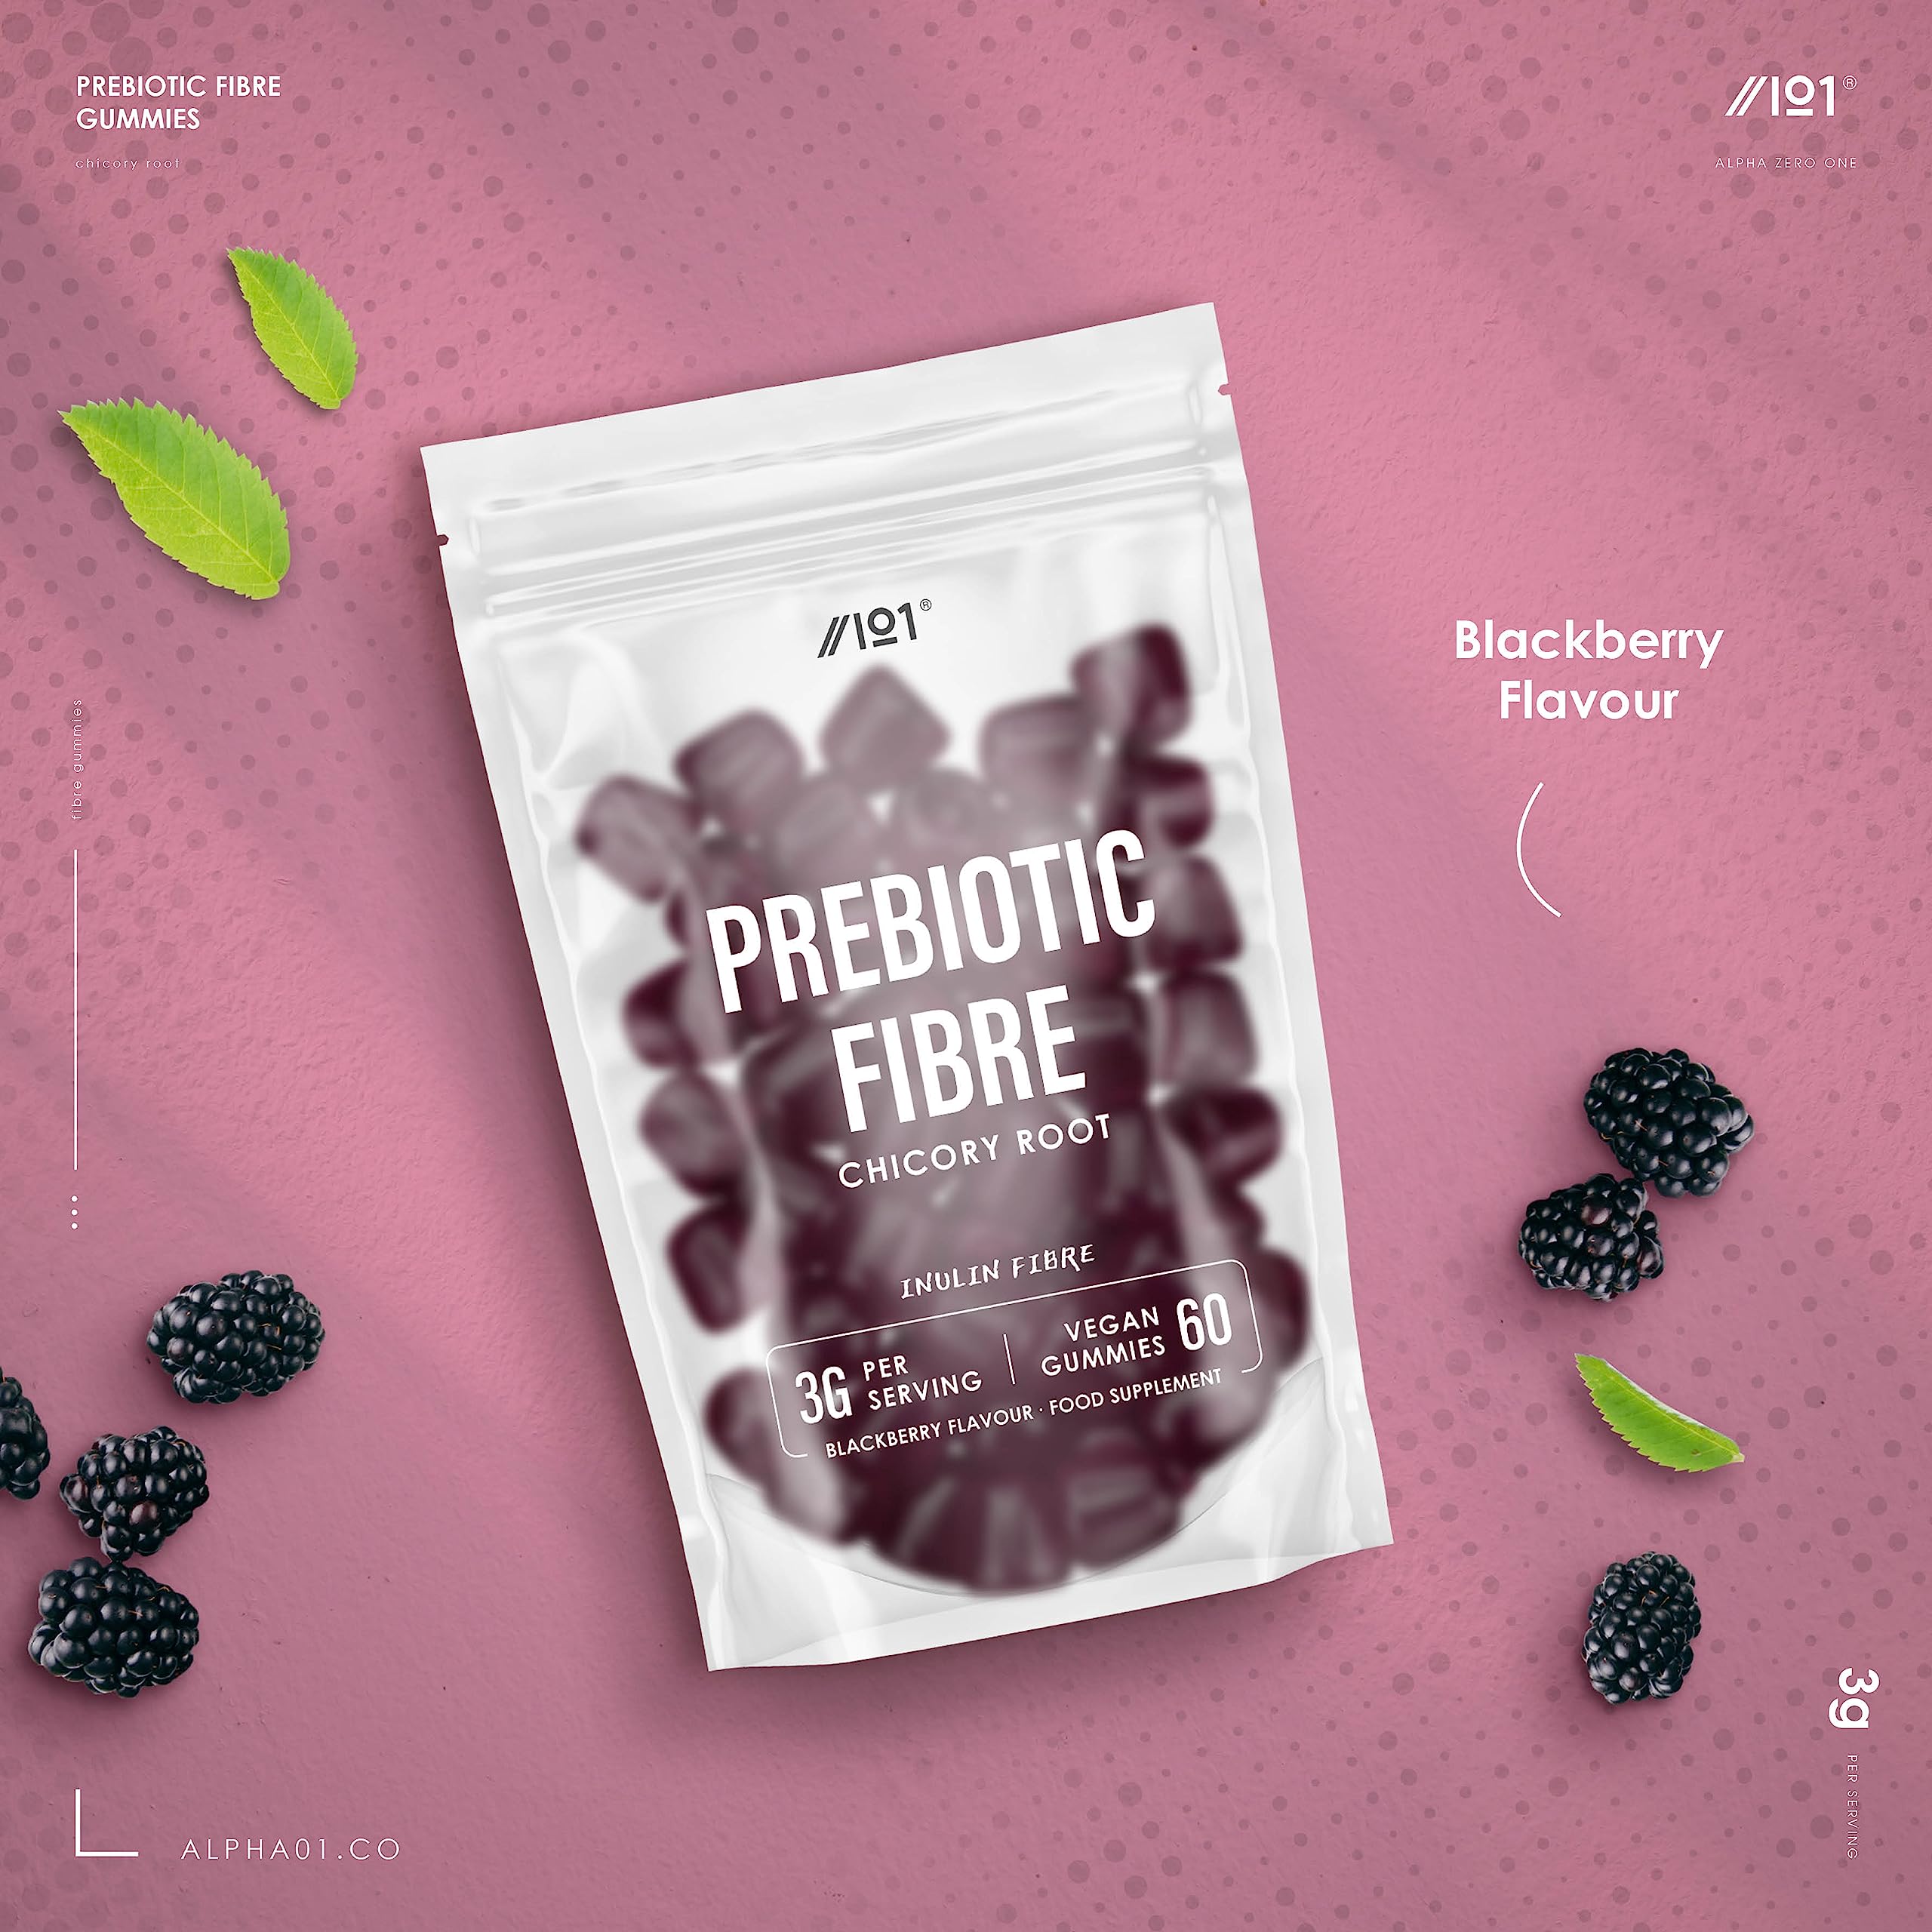 PREBIOTIC FIBRE
GUMMIES
chicory root
//101®
ALPHA ZERO ONE
fibre gummies
//101®
PREBIOTIC
FIBRE
CHICORY ROOT
INULIN FIBRE
3G PER
SERVING
VEGAN
GUMMIES 60
BLACKBERRY FLAVOUR · FOOD SUPPLEMENT
Blackberry
Flavour
3g
PER SERVING
ALPHA01.CO